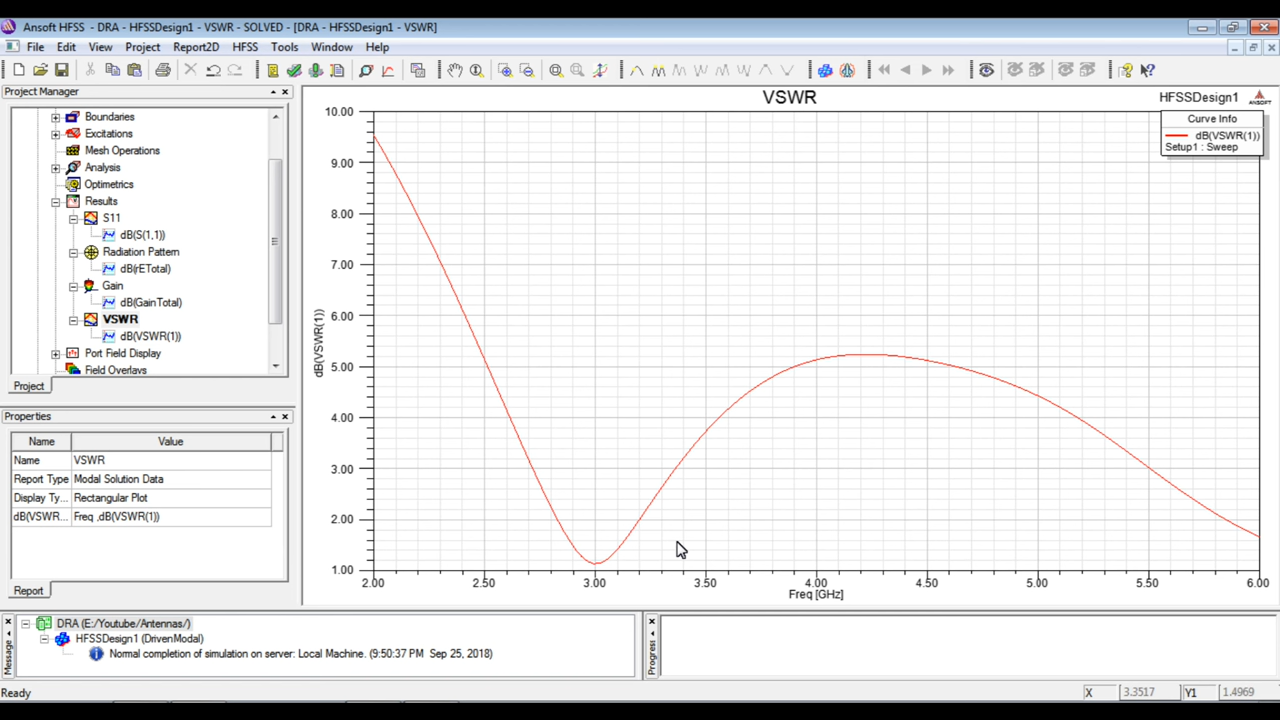 Ansoft HFSS - DRA - HFSSDesign1 - VSWR - SOLVED - [DRA - HFSSDesign1 - VSWR]
File Edit View Project Report2D HFSS Tools Window Help
Project Manager
Boundaries
Excitations
Mesh Operations
Analysis
Optimetrics
Results
S11
dB(S(1,1))
Radiation Pattern
dB(rETotal)
Gain
dB(GainTotal)
VSWR
dB(VSWR(1))
Port Field Display
Field Overlays
Project
Properties
Name Value
Name VSWR
Report Type Modal Solution Data
Display Ty... Rectangular Plot
dB(VSWR... Freq ,dB(VSWR(1))
Report
VSWR
HFSSDesign1
ANSOFT
Curve Info
dB(VSWR(1))
Setup1 : Sweep
10.00
9.00
8.00
7.00
6.00
5.00
4.00
3.00
2.00
1.00
dB(VSWR(1))
2.00 2.50 3.00 3.50 4.00 4.50 5.00 5.50 6.00
Freq [GHz]
Message
DRA (E:/Youtube/Antennas/)
HFSSDesign1 (DrivenModal)
Normal completion of simulation on server: Local Machine. (9:50:37 PM Sep 25, 2018)
Progress
Ready
X 3.3517 Y1 1.4969